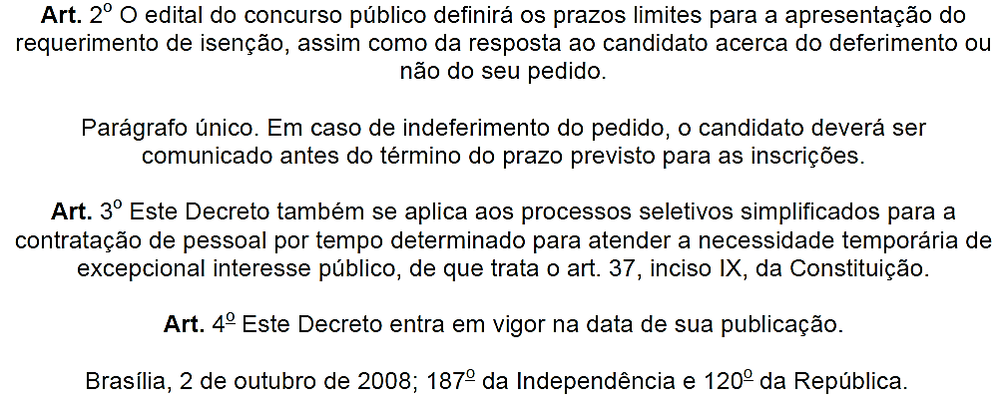 Art. 2º O edital do concurso público definirá os prazos limites para a apresentação do
requerimento de isenção, assim como da resposta ao candidato acerca do deferimento ou
não do seu pedido.
Parágrafo único. Em caso de indeferimento do pedido, o candidato deverá ser
comunicado antes do término do prazo previsto para as inscrições.
Art. 3º Este Decreto também se aplica aos processos seletivos simplificados para a
contratação de pessoal por tempo determinado para atender a necessidade temporária de
excepcional interesse público, de que trata o art. 37, inciso IX, da Constituição.
Art. 4º Este Decreto entra em vigor na data de sua publicação.
Brasília, 2 de outubro de 2008; 187º da Independência e 120º da República.